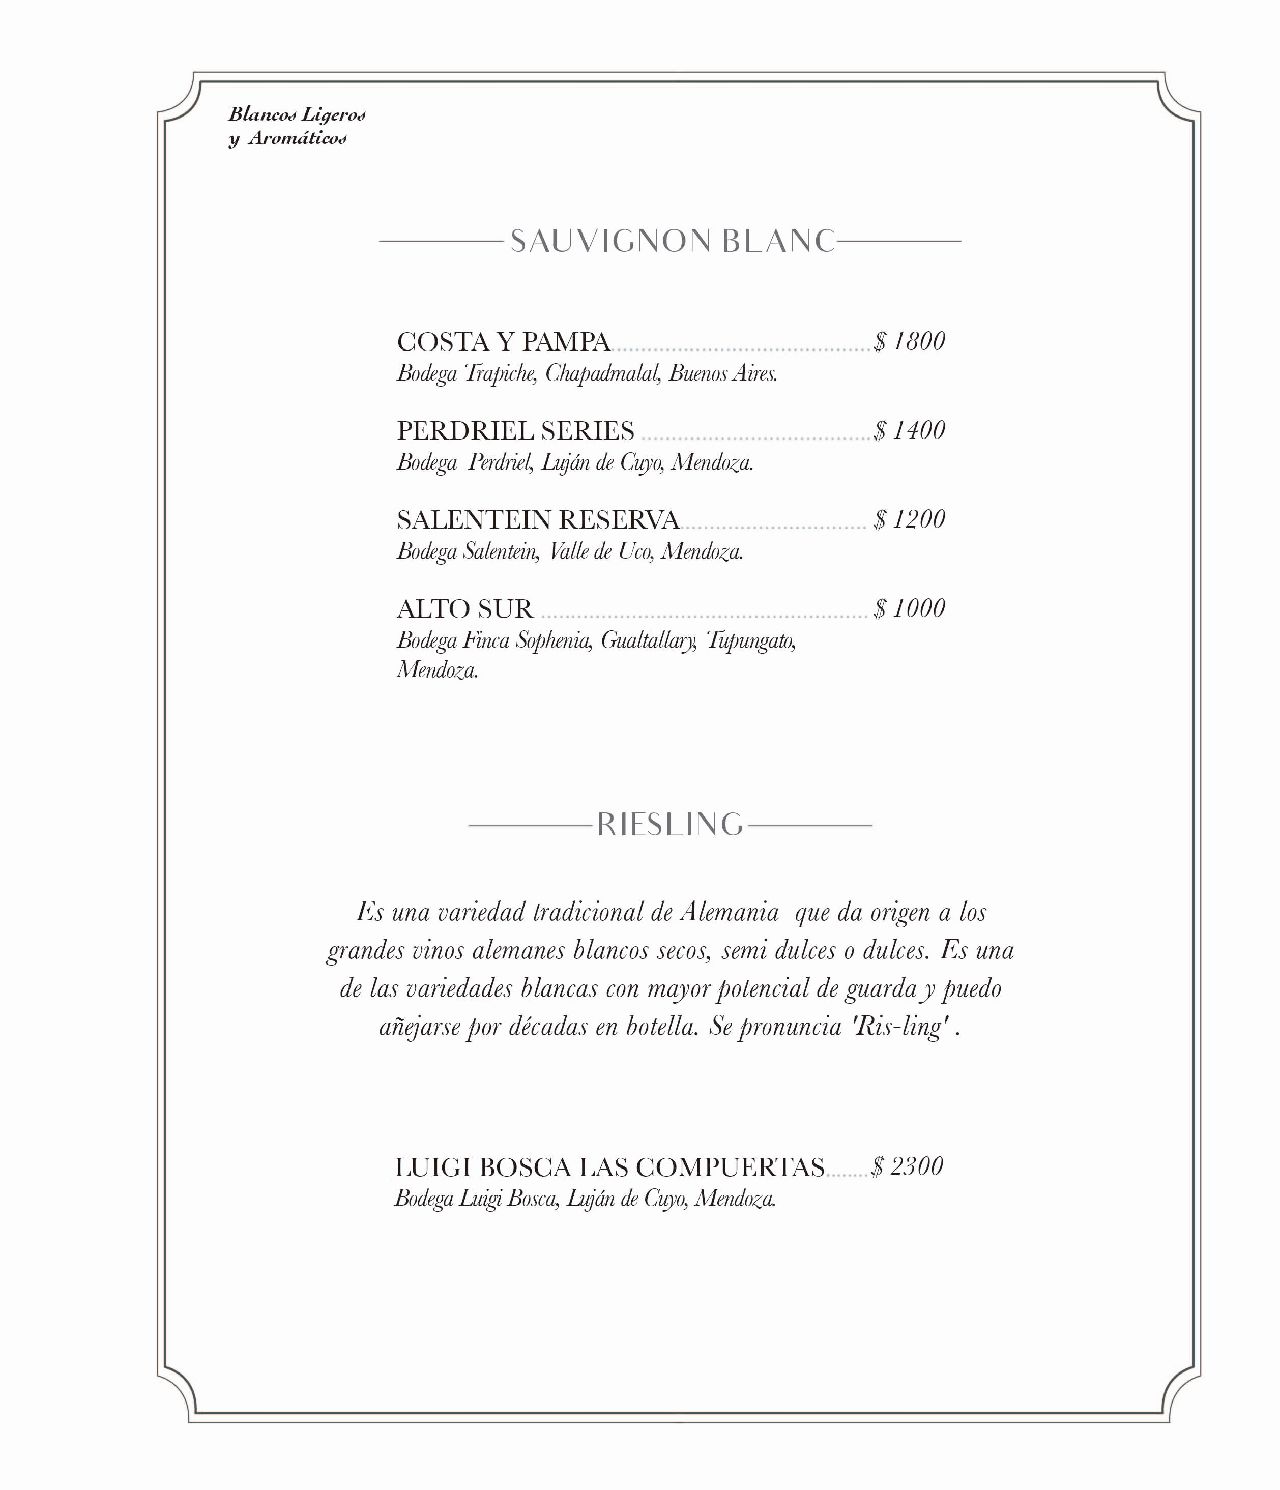 Blancos Ligeros
y Aromáticos
SAUVIGNON BLANC
COSTA Y PAMPA........................................... $ 1800
Bodega Trapiche, Chapadmalal, Buenos Aires.
PERDRIEL SERIES ...................................... $ 1400
Bodega Perdriel, Luján de Cuyo, Mendoza.
SALENTEIN RESERVA............................... $ 1200
Bodega Salentein, Valle de Uco, Mendoza.
ALTO SUR ...................................................... $ 1000
Bodega Finca Sophenia, Gualtallary, Tupungato,
Mendoza.
RIESLING
Es una variedad tradicional de Alemania que da origen a los
grandes vinos alemanes blancos secos, semi dulces o dulces. Es una
de las variedades blancas con mayor potencial de guarda y puedo
añejarse por décadas en botella. Se pronuncia 'Ris-ling' .
LUIGI BOSCA LAS COMPUERTAS....... $ 2300
Bodega Luigi Bosca, Luján de Cuyo, Mendoza.